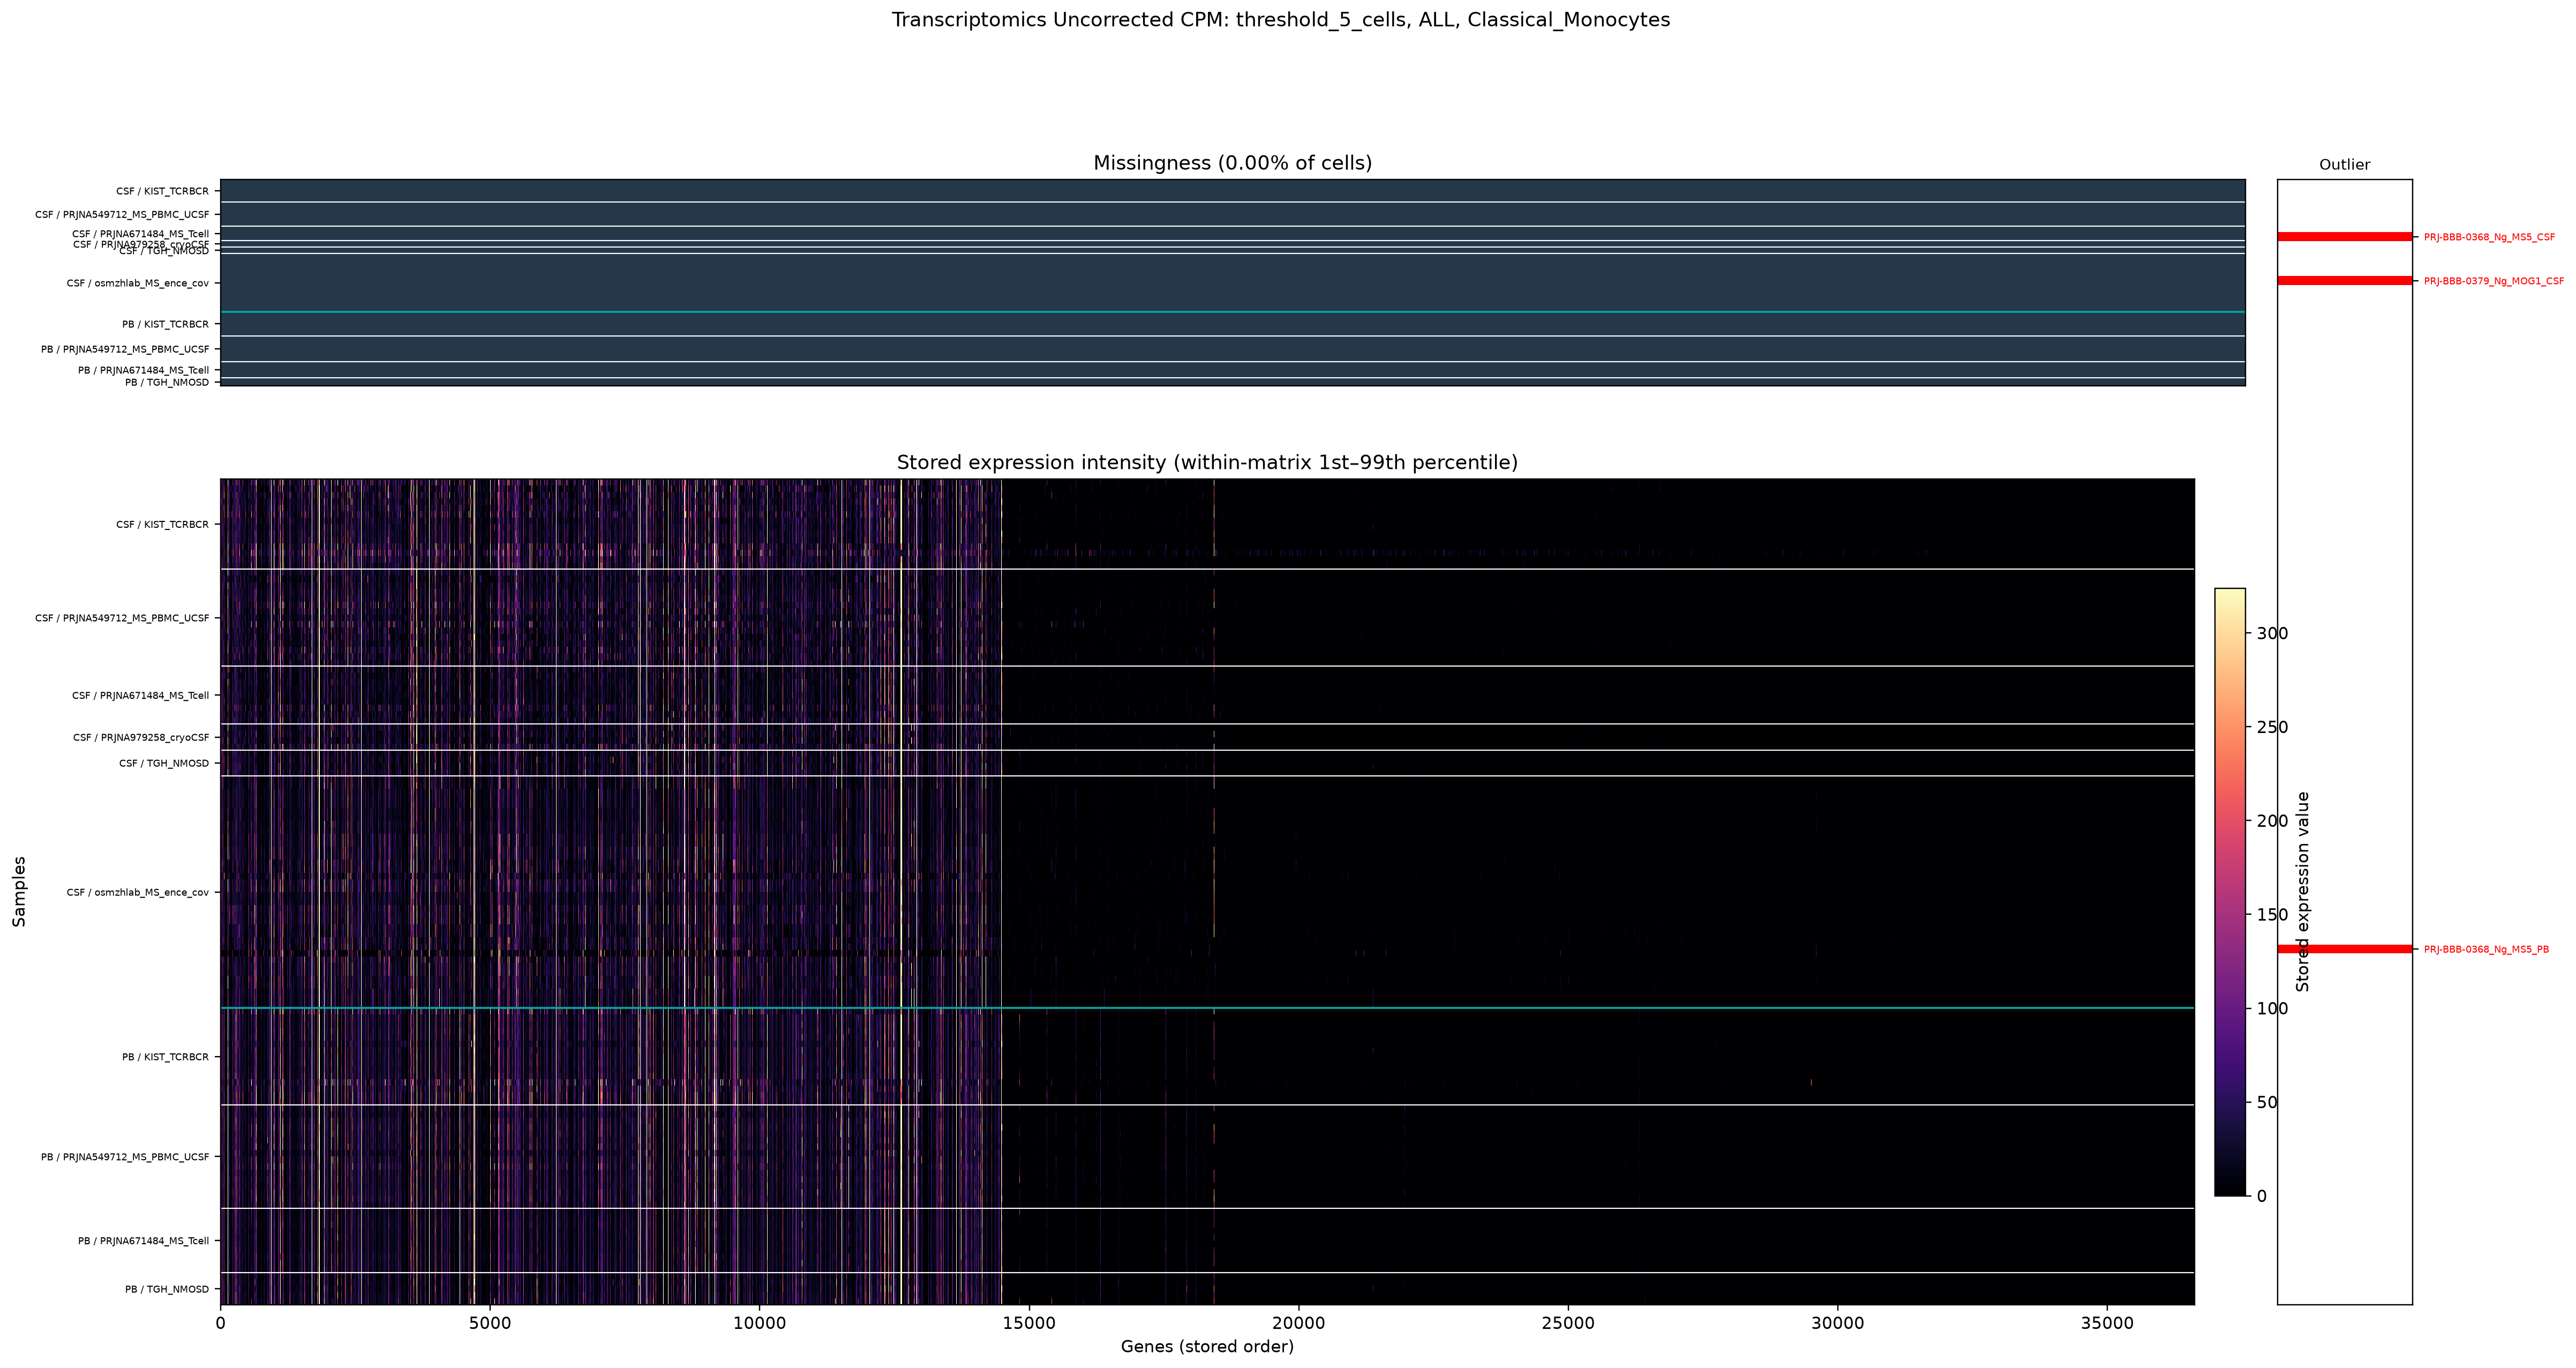 Transcriptomics Uncorrected CPM: threshold_5_cells, ALL, Classical_Monocytes
Missingness (0.00% of cells)
Outlier
CSF / KIST_TCRBCR
CSF / PRJNA549712_MS_PBMC_UCSF
CSF / PRJNA671484_MS_Tcell
CSF / PRJNA979258_cryoCSF
CSF / TGH_NMOSD
CSF / osmzhlab_MS_ence_cov
PB / KIST_TCRBCR
PB / PRJNA549712_MS_PBMC_UCSF
PB / PRJNA671484_MS_Tcell
PB / TGH_NMOSD
PRJ-BBB-0368_Ng_MS5_CSF
PRJ-BBB-0379_Ng_MOG1_CSF
PRJ-BBB-0368_Ng_MS5_PB
Stored expression intensity (within-matrix 1st–99th percentile)
Samples
CSF / KIST_TCRBCR
CSF / PRJNA549712_MS_PBMC_UCSF
CSF / PRJNA671484_MS_Tcell
CSF / PRJNA979258_cryoCSF
CSF / TGH_NMOSD
CSF / osmzhlab_MS_ence_cov
PB / KIST_TCRBCR
PB / PRJNA549712_MS_PBMC_UCSF
PB / PRJNA671484_MS_Tcell
PB / TGH_NMOSD
300
250
200
150
100
50
0
Stored expression value
0 5000 10000 15000 20000 25000 30000 35000
Genes (stored order)